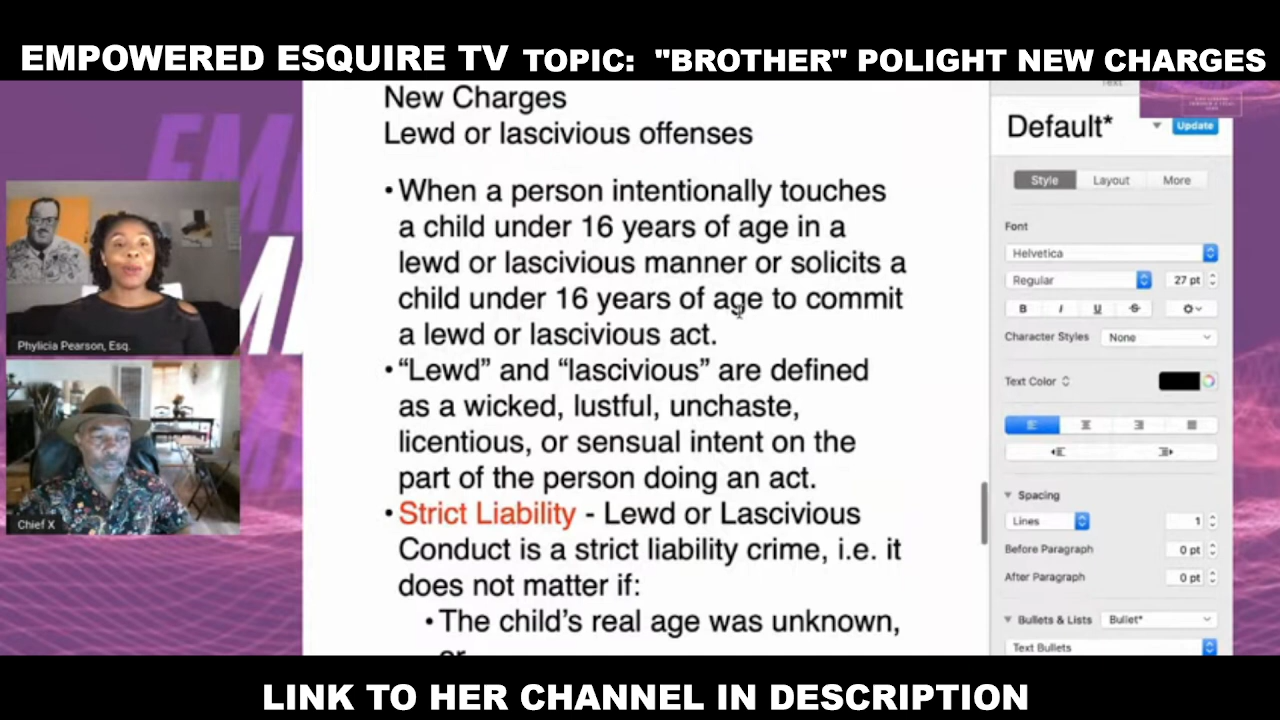 EMPOWERED ESQUIRE TV TOPIC: "BROTHER" POLIGHT NEW CHARGES
New Charges
Lewd or lascivious offenses
• When a person intentionally touches
a child under 16 years of age in a
lewd or lascivious manner or solicits a
child under 16 years of age to commit
a lewd or lascivious act.
• “Lewd” and “lascivious” are defined
as a wicked, lustful, unchaste,
licentious, or sensual intent on the
part of the person doing an act.
• Strict Liability - Lewd or Lascivious
Conduct is a strict liability crime, i.e. it
does not matter if:
• The child’s real age was unknown,
or
Phylicia Pearson, Esq.
Chief X
Text
Default*
Update
Style Layout More
Font
Helvetica
Regular 27 pt
B I U S
Character Styles None
Text Color
Spacing
Lines 1
Before Paragraph 0 pt
After Paragraph 0 pt
Bullets & Lists Bullet*
Text Bullets
LINK TO HER CHANNEL IN DESCRIPTION